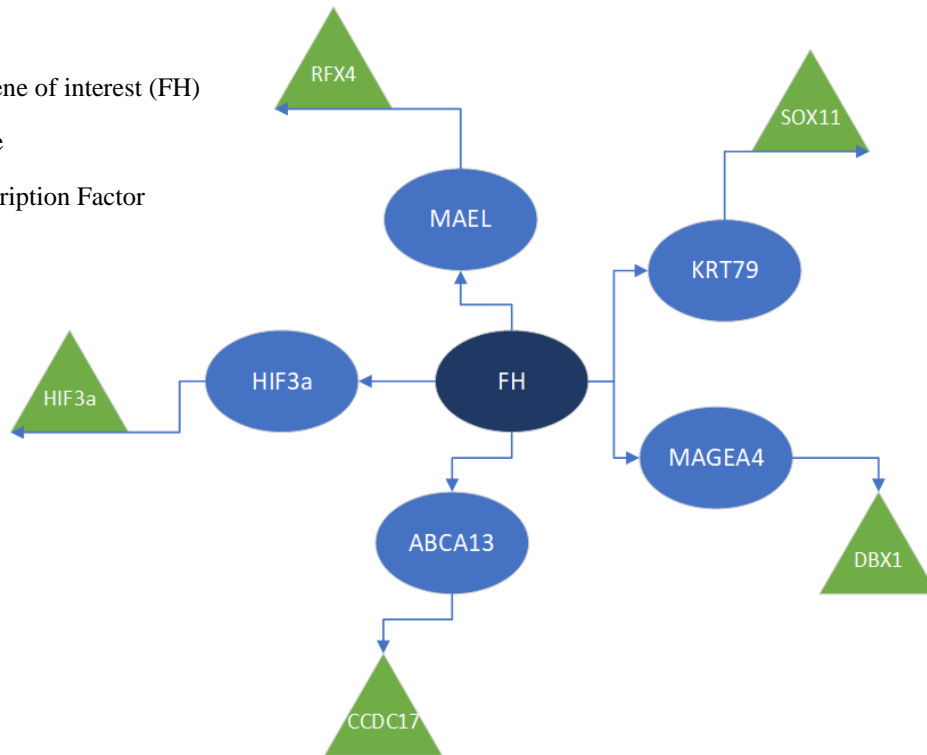 RFX4
ene of interest (FH)
SOX11
e
ription Factor
MAEL
KRT79
HIF3a
FH
HIF3a
MAGEA4
ABCA13
DBX1
CCDC17